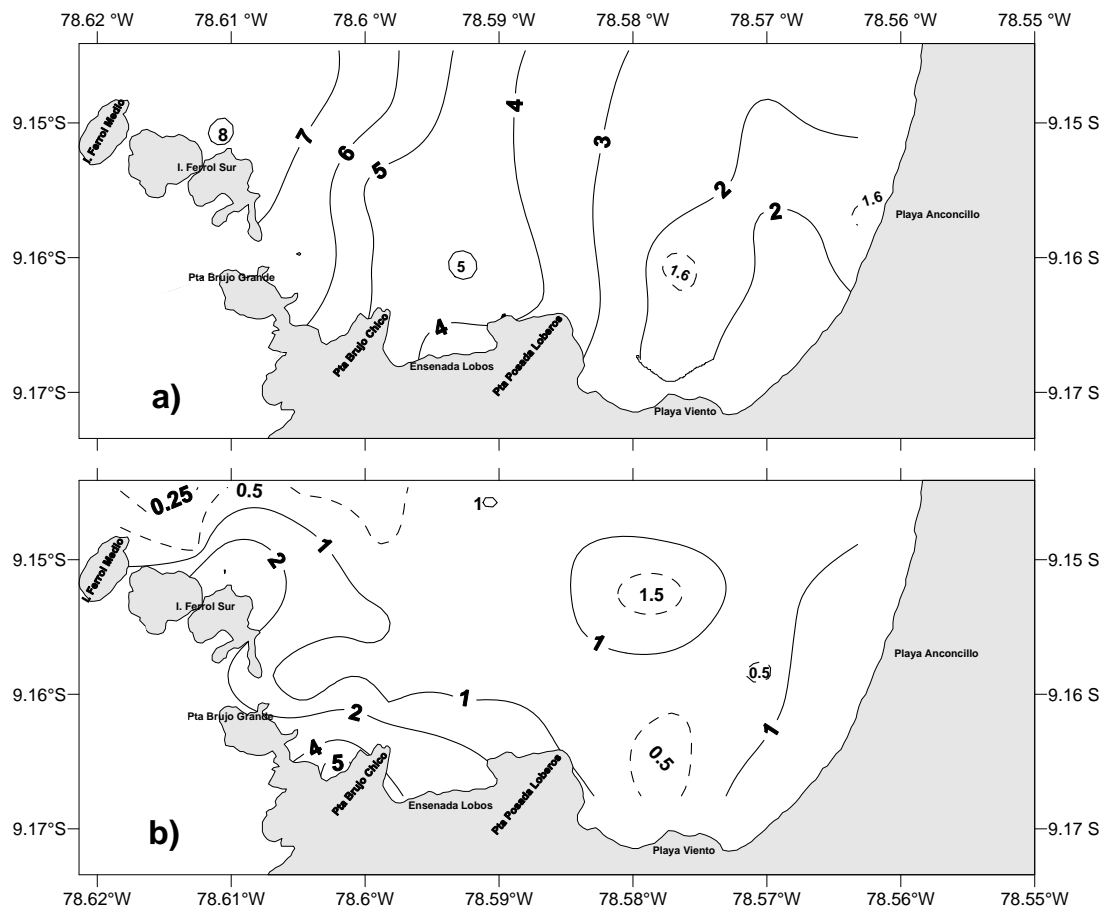 78.62 °W 78.61 °W 78.6 °W 78.59 °W 78.58 °W 78.57 °W 78.56 °W 78.55 °W
9.15°S 9.15 S
9.16°S 9.16 S
9.17°S 9.17 S
I. Ferrol Medio
8
I. Ferrol Sur
7
6
5
4
3
2
2
1.6
Playa Anconcillo
Pta Brujo Grande
5
1.6
4
Pta Brujo Chico
Ensenada Lobos
Pta Posada Loberos
Playa Viento
a)
0.25
0.5
1
I. Ferrol Medio
2
1
I. Ferrol Sur
1.5
1
Playa Anconcillo
0.5
1
Pta Brujo Grande
2
1
4
5
0.5
Pta Brujo Chico
Ensenada Lobos
Pta Posada Loberos
Playa Viento
b)
9.15°S 9.15 S
9.16°S 9.16 S
9.17°S 9.17 S
78.62°W 78.61°W 78.6°W 78.59°W 78.58°W 78.57°W 78.56°W 78.55°W